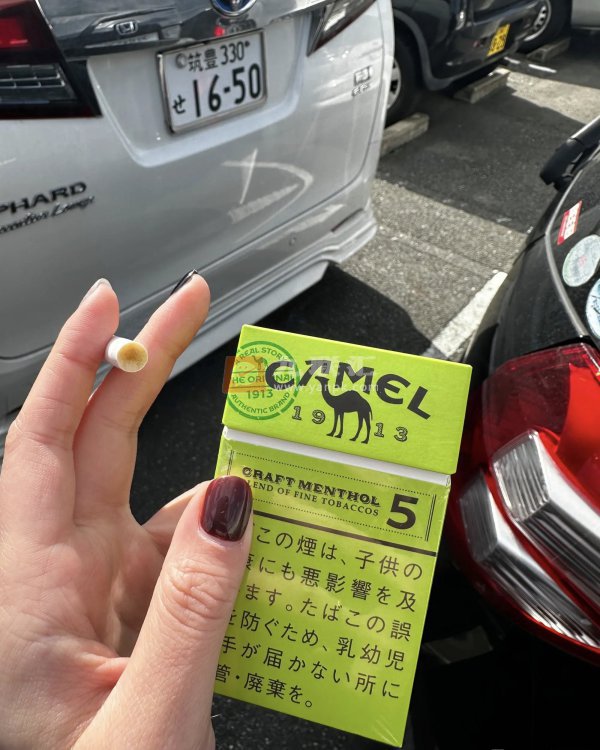 筑豊 330
せ 16-50
PHARD
Executive Lounge
A REAL STORY
THE ORIGINAL
1913
AUTHENTIC BRAND
CAMEL
1913
CRAFT MENTHOL
LEND OF FINE TOBACCOS
5
この煙は、子供の
にも悪影響を及
ます。たばこの誤
を防ぐため、乳幼児
手が届かない所に
管・廃棄を。